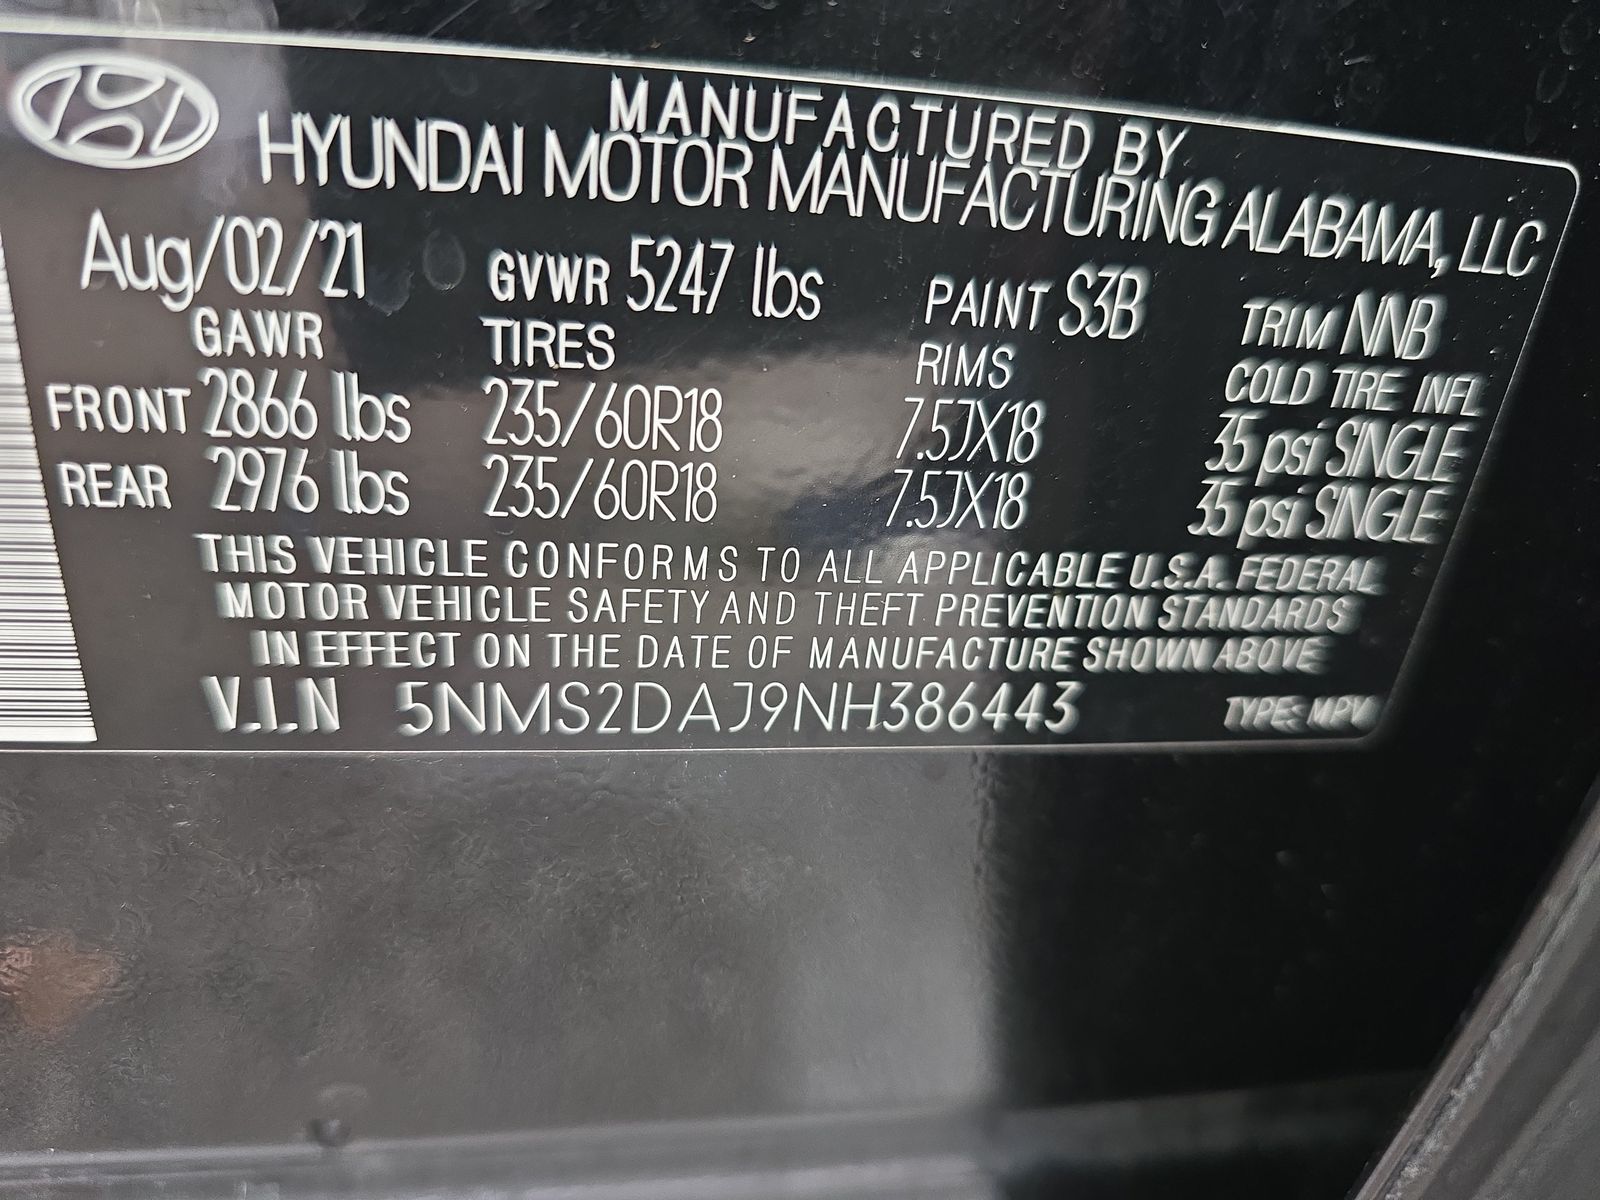 MANUFACTURED BY
HYUNDAI MOTOR MANUFACTURING ALABAMA, LLC
Aug/02/21 GVWR 5247 lbs PAINT S3B TRIM NNB
GAWR TIRES RIMS COLD TIRE INFL
FRONT 2866 lbs 235/60R18 7.5JX18 35 psi SINGLE
REAR 2976 lbs 235/60R18 7.5JX18 35 psi SINGLE
THIS VEHICLE CONFORMS TO ALL APPLICABLE U.S.A. FEDERAL
MOTOR VEHICLE SAFETY AND THEFT PREVENTION STANDARDS
IN EFFECT ON THE DATE OF MANUFACTURE SHOWN ABOVE
V.I.N 5NMS2DAJ9NH386443 TYPE: MPV